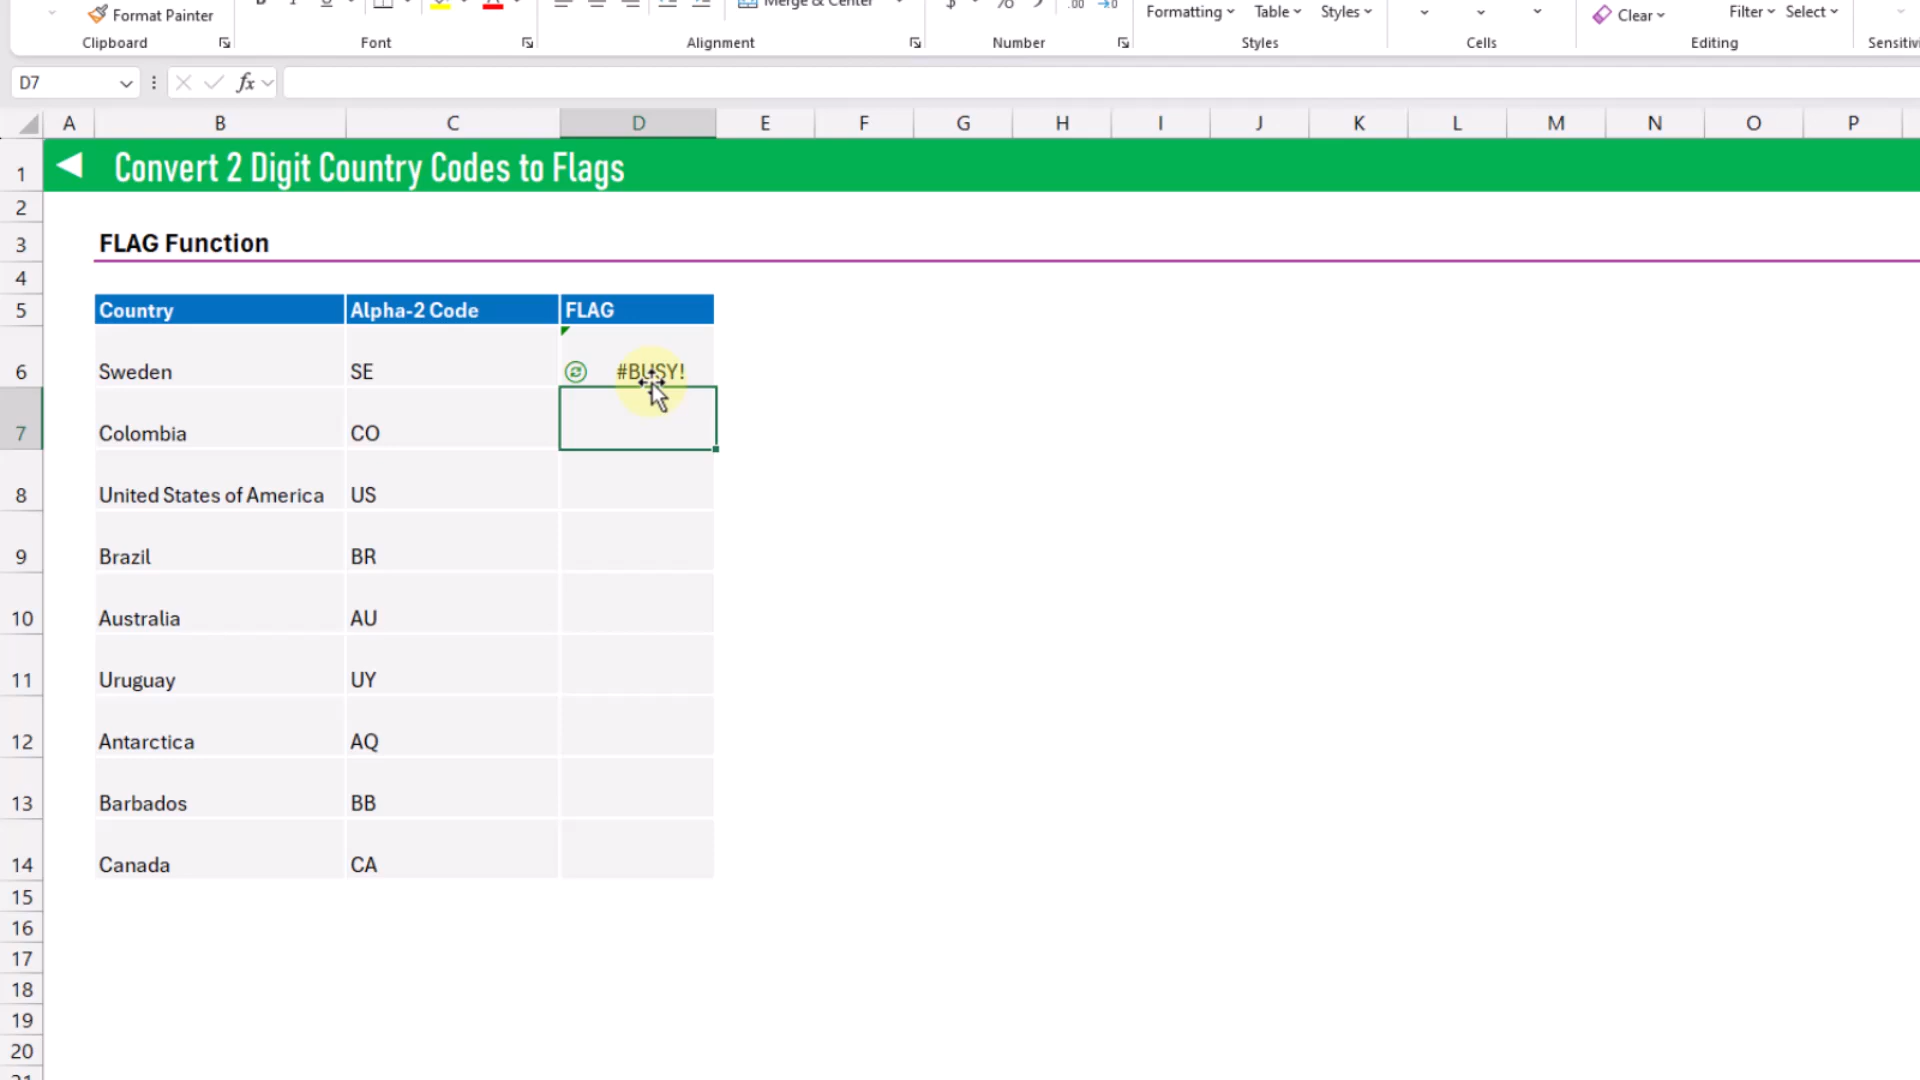 Merge & Center
Format Painter
Formatting
Table
Styles
Clear
Filter
Select
Clipboard
Font
Alignment
Number
Styles
Cells
Editing
D7
fx
A B C D E F G H I J K L M N O P
1 Convert 2 Digit Country Codes to Flags
2
3 FLAG Function
4
5 Country Alpha-2 Code FLAG
6 Sweden SE #BUSY!
7 Colombia CO
8 United States of America US
9 Brazil BR
10 Australia AU
11 Uruguay UY
12 Antarctica AQ
13 Barbados BB
14 Canada CA
15
16
17
18
19
20